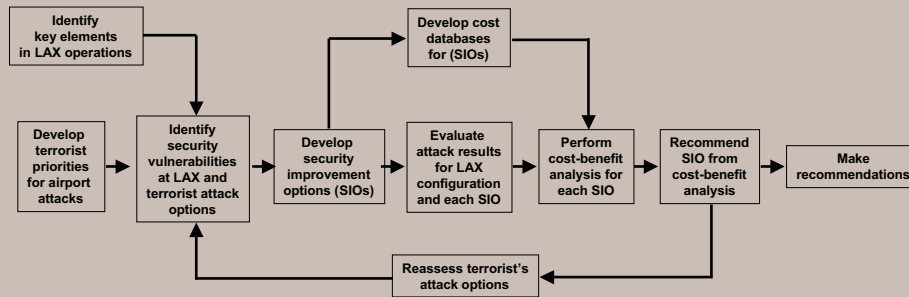 Identify
key elements
in LAX operations
Develop cost
databases
for (SIOs)
Develop
terrorist
priorities
for airport
attacks
Identify
security
vulnerabilities
at LAX and
terrorist attack
options
Develop
security
improvement
options (SIOs)
Evaluate
attack results
for LAX
configuration
and each SIO
Perform
cost-benefit
analysis for
each SIO
Recommend
SIO from
cost-benefit
analysis
Make
recommendations
Reassess terrorist’s
attack options